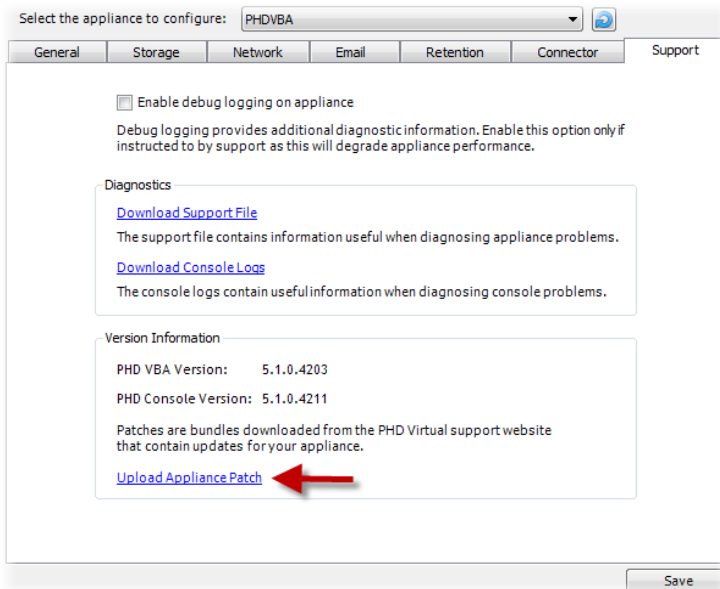 Select the appliance to configure: PHDVBA
General Storage Network Email Retention Connector Support
Enable debug logging on appliance
Debug logging provides additional diagnostic information. Enable this option only if
instructed to by support as this will degrade appliance performance.
Diagnostics
Download Support File
The support file contains information useful when diagnosing appliance problems.
Download Console Logs
The console logs contain useful information when diagnosing console problems.
Version Information
PHD VBA Version: 5.1.0.4203
PHD Console Version: 5.1.0.4211
Patches are bundles downloaded from the PHD Virtual support website
that contain updates for your appliance.
Upload Appliance Patch
Save